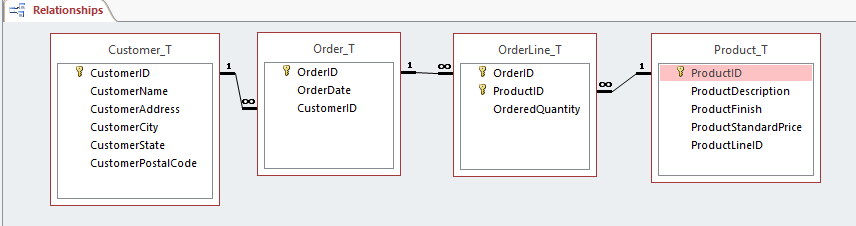 Relationships
Customer_T
CustomerID
CustomerName
CustomerAddress
CustomerCity
CustomerState
CustomerPostalCode
1
∞
Order_T
OrderID
OrderDate
CustomerID
1
∞
OrderLine_T
OrderID
ProductID
OrderedQuantity
∞
1
Product_T
ProductID
ProductDescription
ProductFinish
ProductStandardPrice
ProductLineID